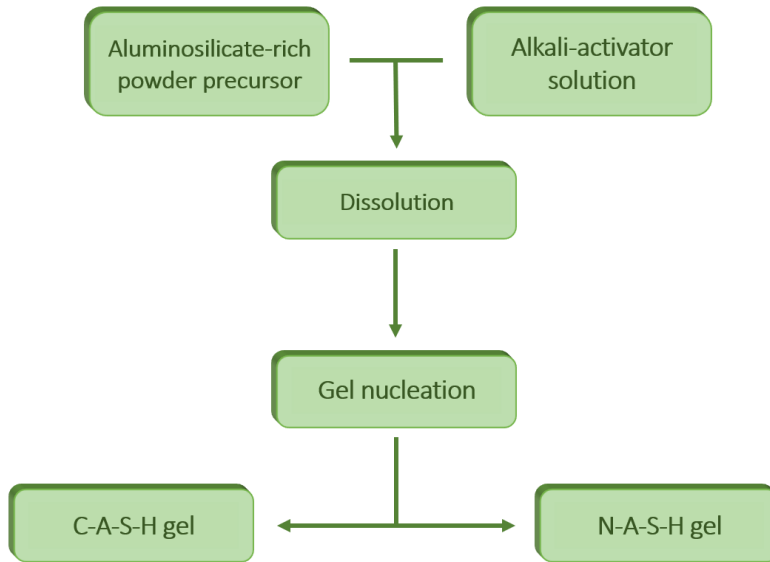 Aluminosilicate-rich
powder precursor
Alkali-activator
solution
Dissolution
Gel nucleation
C-A-S-H gel
N-A-S-H gel